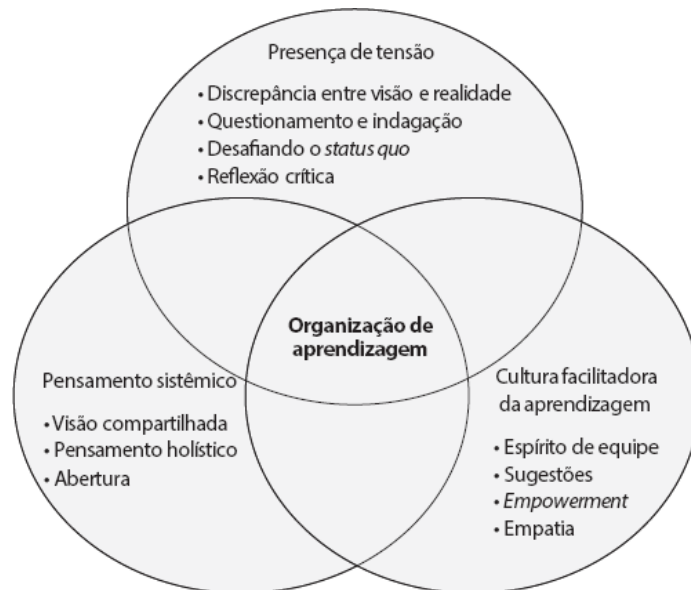 Presença de tensão
• Discrepância entre visão e realidade
• Questionamento e indagação
• Desafiando o status quo
• Reflexão crítica
Organização de
aprendizagem
Pensamento sistêmico
• Visão compartilhada
• Pensamento holístico
• Abertura
Cultura facilitadora
da aprendizagem
• Espírito de equipe
• Sugestões
• Empowerment
• Empatia